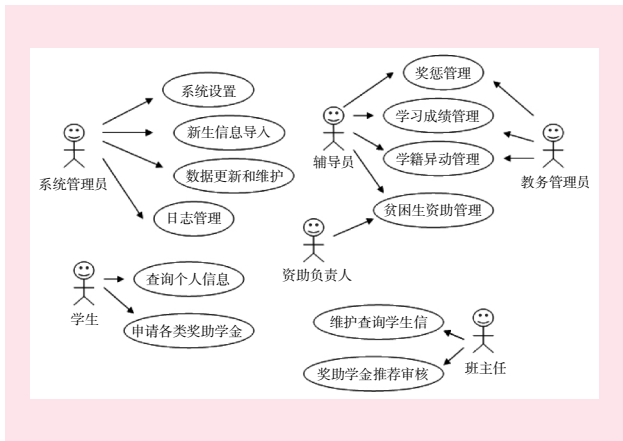 奖惩管理
系统设置
学习成绩管理
新生信息导入
辅导员
学籍异动管理
数据更新和维护
系统管理员
教务管理员
贫困生资助管理
日志管理
资助负责人
查询个人信息
学生
申请各类奖助学金
维护查询学生信
班主任
奖助学金推荐审核